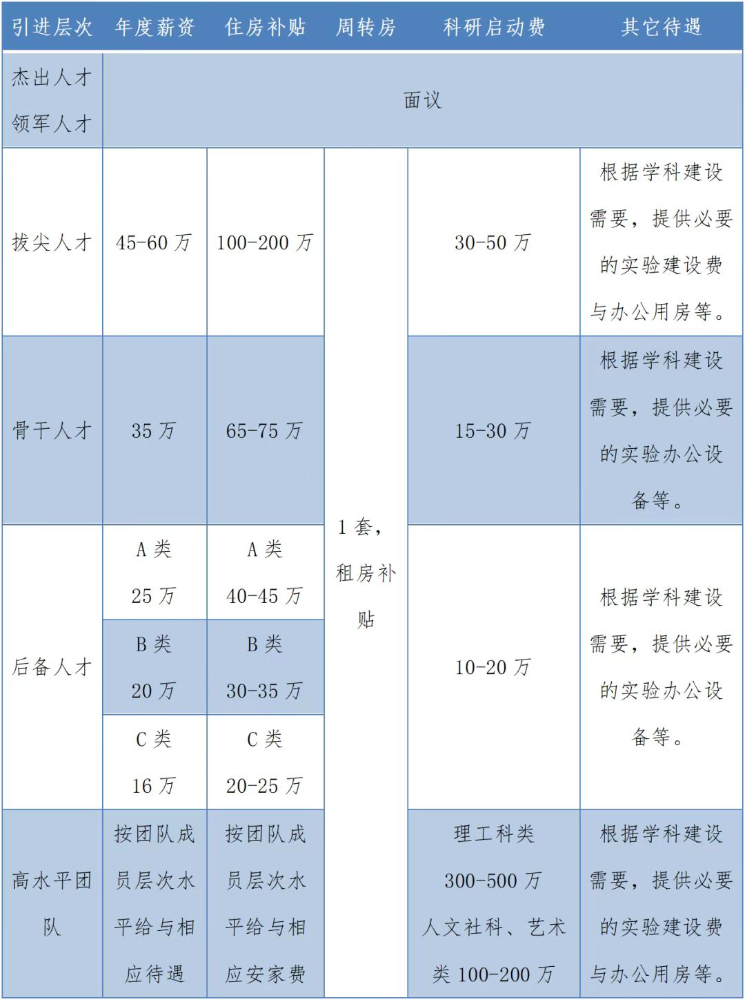 引进层次 年度薪资 住房补贴 周转房 科研启动费 其它待遇
杰出人才
领军人才
面议
拔尖人才
45-60 万
100-200 万
1 套，
租房补
贴
30-50 万
根据学科建设
需要，提供必要
的实验建设费
与办公用房等。
骨干人才
35 万
65-75 万
15-30 万
根据学科建设
需要，提供必要
的实验办公设
备等。
后备人才
A 类
25 万
A 类
40-45 万
B 类
20 万
B 类
30-35 万
C 类
16 万
C 类
20-25 万
10-20 万
根据学科建设
需要，提供必要
的实验办公设
备等。
高水平团
队
按团队成
员层次水
平给与相
应待遇
按团队成
员层次水
平给与相
应安家费
理工科类
300-500 万
人文社科、艺术
类 100-200 万
根据学科建设
需要，提供必要
的实验建设费
与办公用房等。